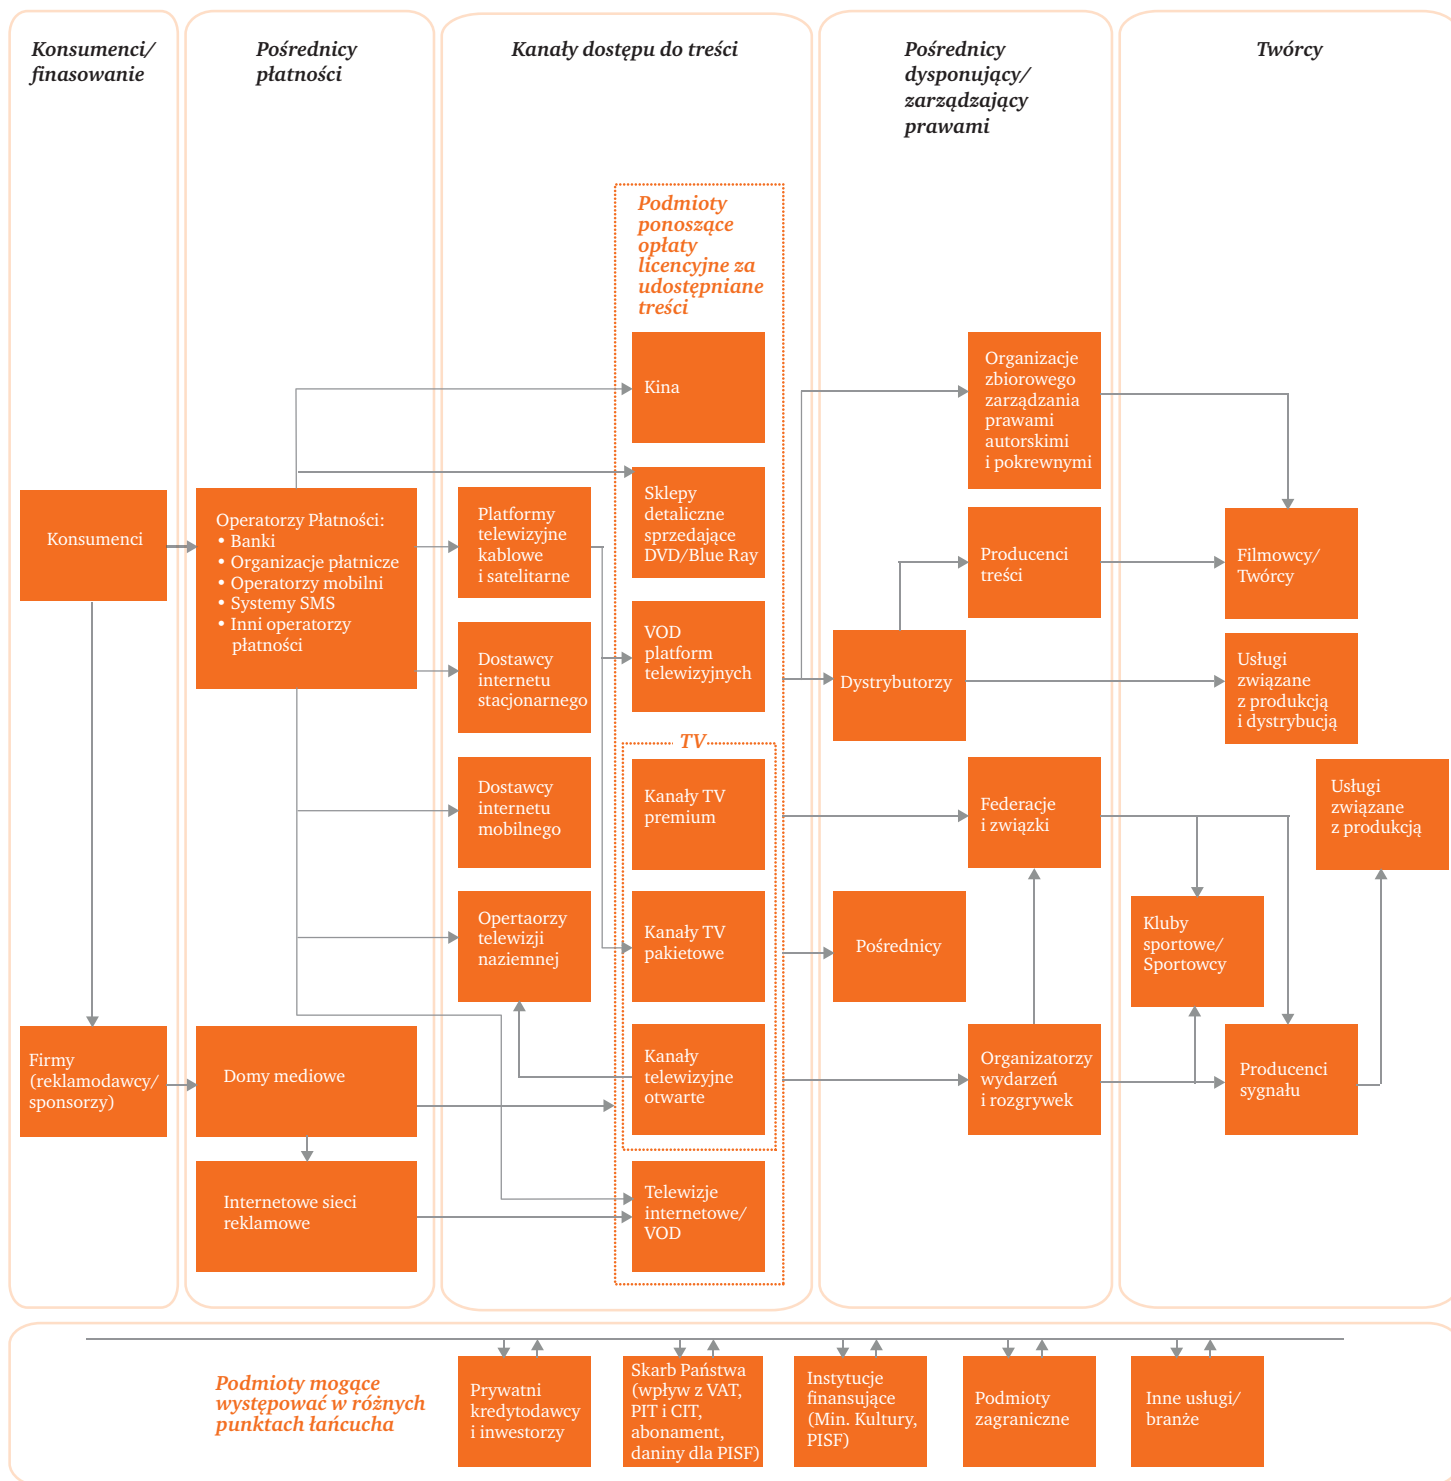 Konsumenci/
finasowanie
Pośrednicy
płatności
Kanały dostępu do treści
Pośrednicy
dysponujący/
zarządzający
prawami
Twórcy
Podmioty
ponoszące
opłaty
licencyjne za
udostępniane
treści
Kina
Sklepy
detaliczne
sprzedające
DVD/Blue Ray
VOD
platform
telewizyjnych
TV
Kanały TV
premium
Kanały TV
pakietowe
Kanały
telewizyjne
otwarte
Telewizje
internetowe/
VOD
Konsumenci
Firmy
(reklamodawcy/
sponsorzy)
Operatorzy Płatności:
• Banki
• Organizacje płatnicze
• Operatorzy mobilni
• Systemy SMS
• Inni operatorzy
płatności
Domy mediowe
Internetowe sieci
reklamowe
Platformy
telewizyjne
kablowe
i satelitarne
Dostawcy
internetu
stacjonarnego
Dostawcy
internetu
mobilnego
Opertaorzy
telewizji
naziemnej
Organizacje
zbiorowego
zarządzania
prawami
autorskimi
i pokrewnymi
Producenci
treści
Dystrybutorzy
Federacje
i związki
Pośrednicy
Organizatorzy
wydarzeń
i rozgrywek
Filmowcy/
Twórcy
Usługi
związane
z produkcją
i dystrybucją
Usługi
związane
z produkcją
Kluby
sportowe/
Sportowcy
Producenci
sygnału
Podmioty mogące
występować w różnych
punktach łańcucha
Prywatni
kredytodawcy
i inwestorzy
Skarb Państwa
(wpływ z VAT,
PIT i CIT,
abonament,
daniny dla PISF)
Instytucje
finansujące
(Min. Kultury,
PISF)
Podmioty
zagraniczne
Inne usługi/
branże